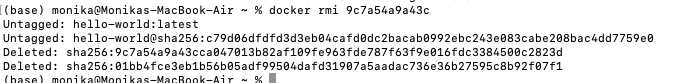 (base) monika@Monikas-MacBook-Air ~ % docker rmi 9c7a54a9a43c
Untagged: hello-world:latest
Untagged: hello-world@sha256:c79d06dfdfd3d3eb04cafd0dc2bacab0992ebc243e083cabe208bac4dd7759e0
Deleted: sha256:9c7a54a9a43cca047013b82af109fe963fde787f63f9e016fdc3384500c2823d
Deleted: sha256:01bb4fce3eb1b56b05adf99504dafd31907a5aadac736e36b27595c8b92f07f1
(base) monika@Monikas-MacBook-Air ~ %